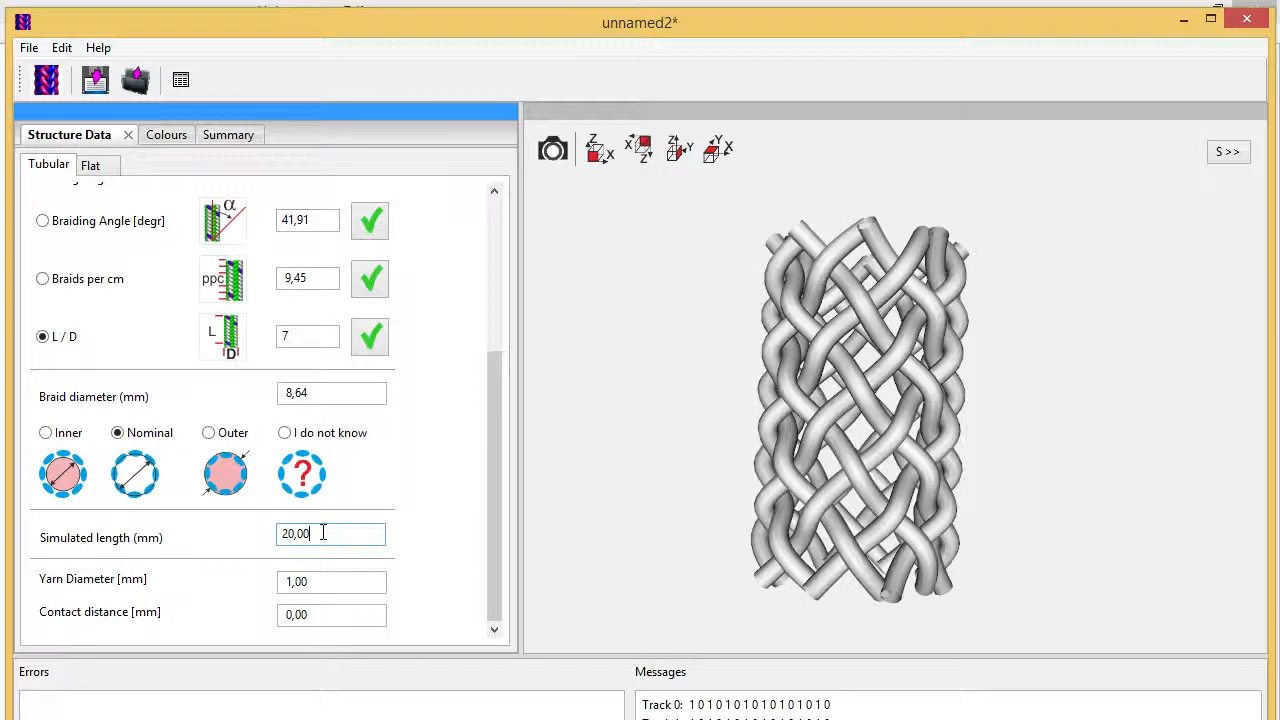 unnamed2*
File Edit Help
Structure Data Colours Summary
Tubular Flat
Z X X Z Z Y Y X
S >>
Braiding Angle [degr] α 41,91
Braids per cm ppc 9,45
L / D L D 7
Braid diameter (mm) 8,64
Inner Nominal Outer I do not know
?
Simulated length (mm) 20,00
Yarn Diameter [mm] 1,00
Contact distance [mm] 0,00
Errors Messages
Track 0: 1 0 1 0 1 0 1 0 1 0 1 0 1 0 1 0